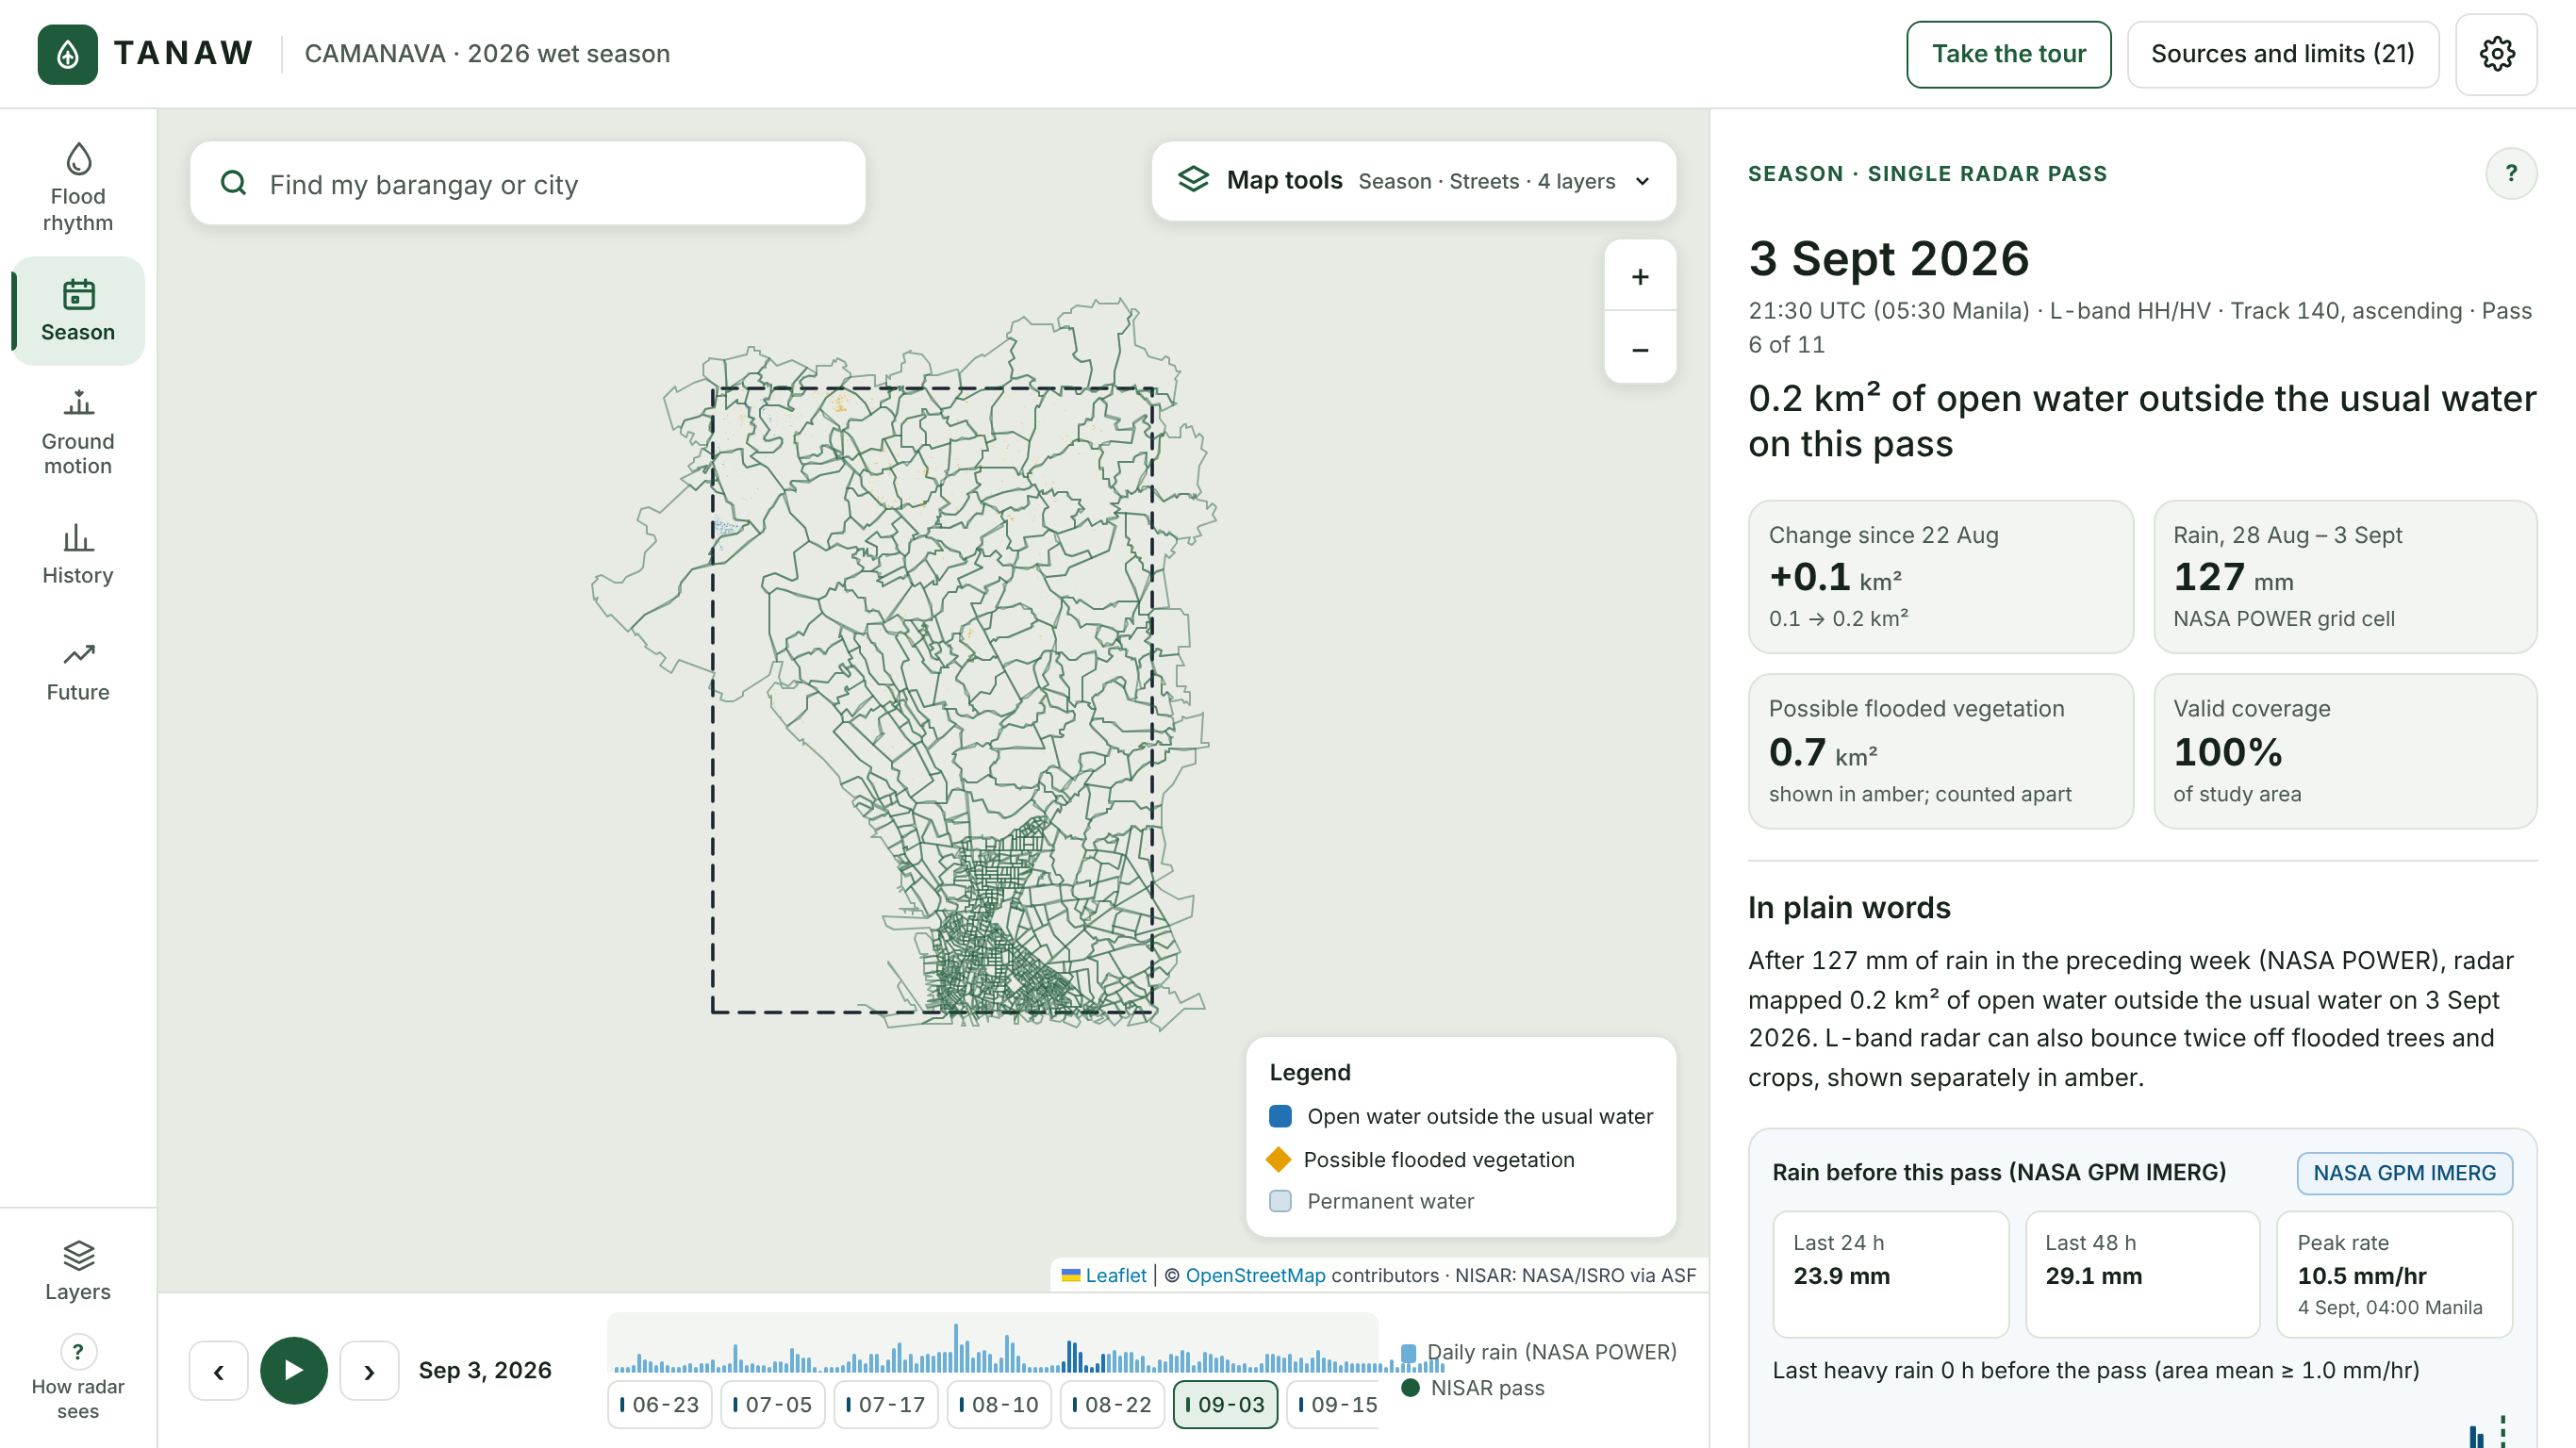 TANAW
CAMANAVA · 2026 wet season
Take the tour
Sources and limits (21)
Flood
rhythm
Season
Ground
motion
History
Future
Layers
?
How radar
sees
Find my barangay or city
Map tools Season · Streets · 4 layers
+
−
Legend
Open water outside the usual water
Possible flooded vegetation
Permanent water
Leaflet | © OpenStreetMap contributors · NISAR: NASA/ISRO via ASF
‹
›
Sep 3, 2026
06-23
07-05
07-17
08-10
08-22
09-03
09-15
Daily rain (NASA POWER)
NISAR pass
SEASON · SINGLE RADAR PASS
?
3 Sept 2026
21:30 UTC (05:30 Manila) · L-band HH/HV · Track 140, ascending · Pass
6 of 11
0.2 km² of open water outside the usual water
on this pass
Change since 22 Aug
+0.1 km²
0.1 → 0.2 km²
Rain, 28 Aug – 3 Sept
127 mm
NASA POWER grid cell
Possible flooded vegetation
0.7 km²
shown in amber; counted apart
Valid coverage
100%
of study area
In plain words
After 127 mm of rain in the preceding week (NASA POWER), radar
mapped 0.2 km² of open water outside the usual water on 3 Sept
2026. L-band radar can also bounce twice off flooded trees and
crops, shown separately in amber.
Rain before this pass (NASA GPM IMERG)
NASA GPM IMERG
Last 24 h
23.9 mm
Last 48 h
29.1 mm
Peak rate
10.5 mm/hr
4 Sept, 04:00 Manila
Last heavy rain 0 h before the pass (area mean ≥ 1.0 mm/hr)